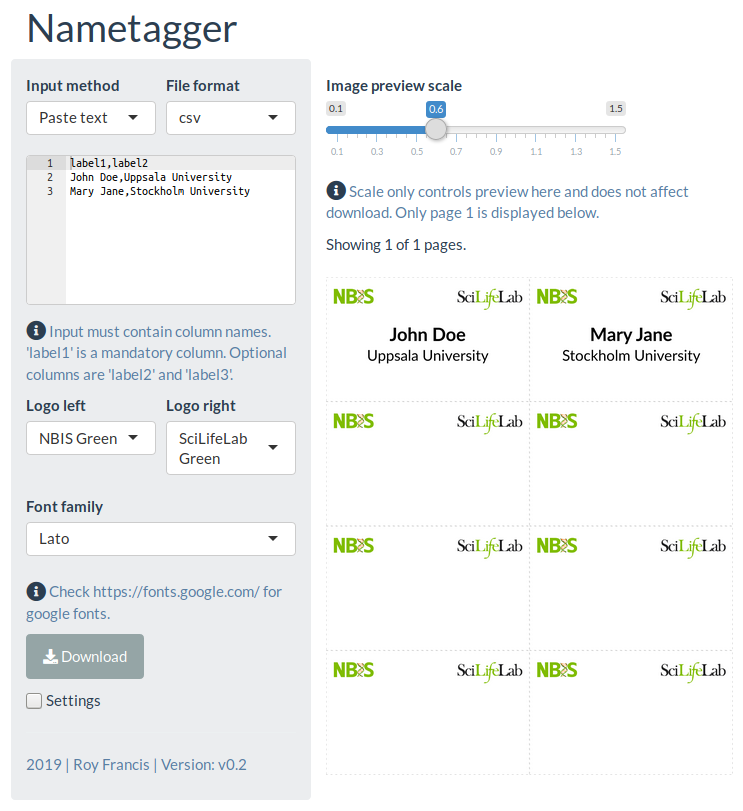 Nametagger
Input method
File format
Paste text
csv
1 label1,label2
2 John Doe,Uppsala University
3 Mary Jane,Stockholm University
Input must contain column names.
'label1' is a mandatory column. Optional
columns are 'label2' and 'label3'.
Logo left
Logo right
NBIS Green
SciLifeLab
Green
Font family
Lato
Check https://fonts.google.com/ for
google fonts.
Download
Settings
2019 | Roy Francis | Version: v0.2
Image preview scale
0.1 0.6 1.5
0.1 0.3 0.5 0.7 0.9 1.1 1.3 1.5
Scale only controls preview here and does not affect
download. Only page 1 is displayed below.
Showing 1 of 1 pages.
NBIS SciLifeLab NBIS SciLifeLab
John Doe
Uppsala University
Mary Jane
Stockholm University
NBIS SciLifeLab NBIS SciLifeLab
NBIS SciLifeLab NBIS SciLifeLab
NBIS SciLifeLab NBIS SciLifeLab